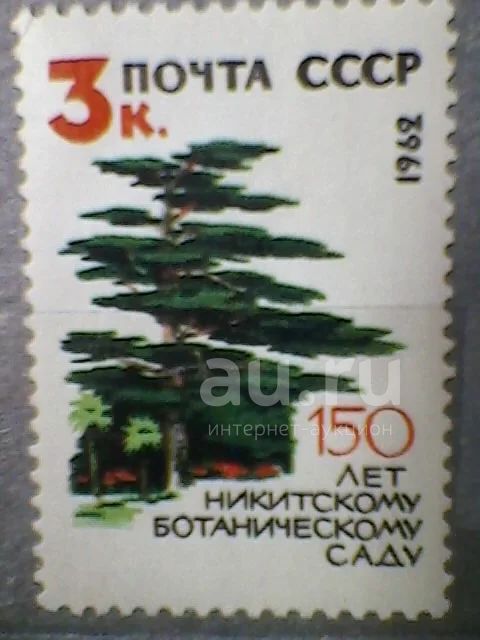 3 к.
ПОЧТА СССР
1962
au.ru
интернет-аукцион
150
ЛЕТ
НИКИТСКОМУ
БОТАНИЧЕСКОМУ
САДУ